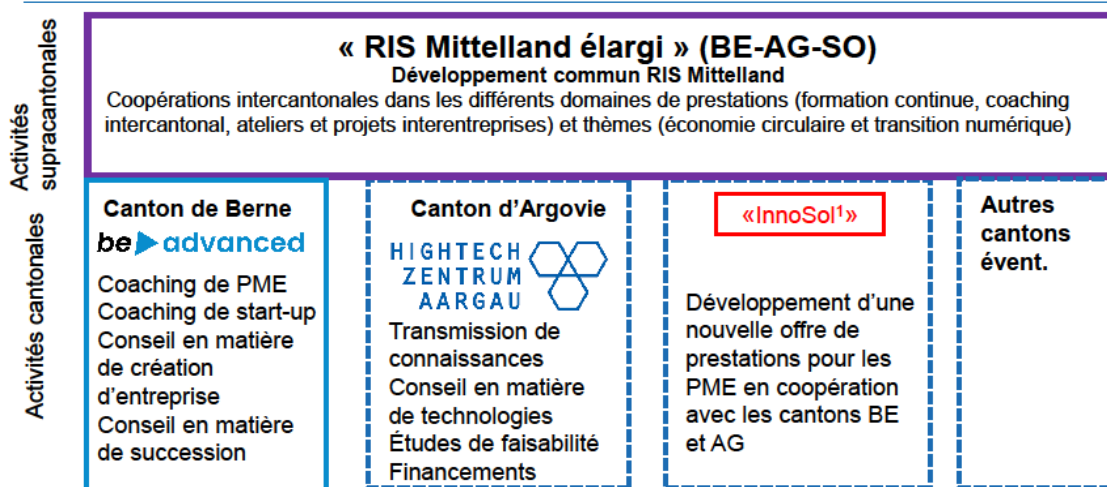 « RIS Mittelland élargi » (BE-AG-SO)
Développement commun RIS Mittelland
Coopérations intercantonales dans les différents domaines de prestations (formation continue, coaching
intercantonal, ateliers et projets interentreprises) et thèmes (économie circulaire et transition numérique)
Activités
supracantonales
Activités cantonales
Canton de Berne
be advanced
Coaching de PME
Coaching de start-up
Conseil en matière
de création
d'entreprise
Conseil en matière
de succession
Canton d'Argovie
HIGHTECH
ZENTRUM
AARGAU
Transmission de
connaissances
Conseil en matière
de technologies
Études de faisabilité
Financements
«InnoSol¹»
Développement d'une
nouvelle offre de
prestations pour les
PME en coopération
avec les cantons BE
et AG
Autres
cantons
évent.